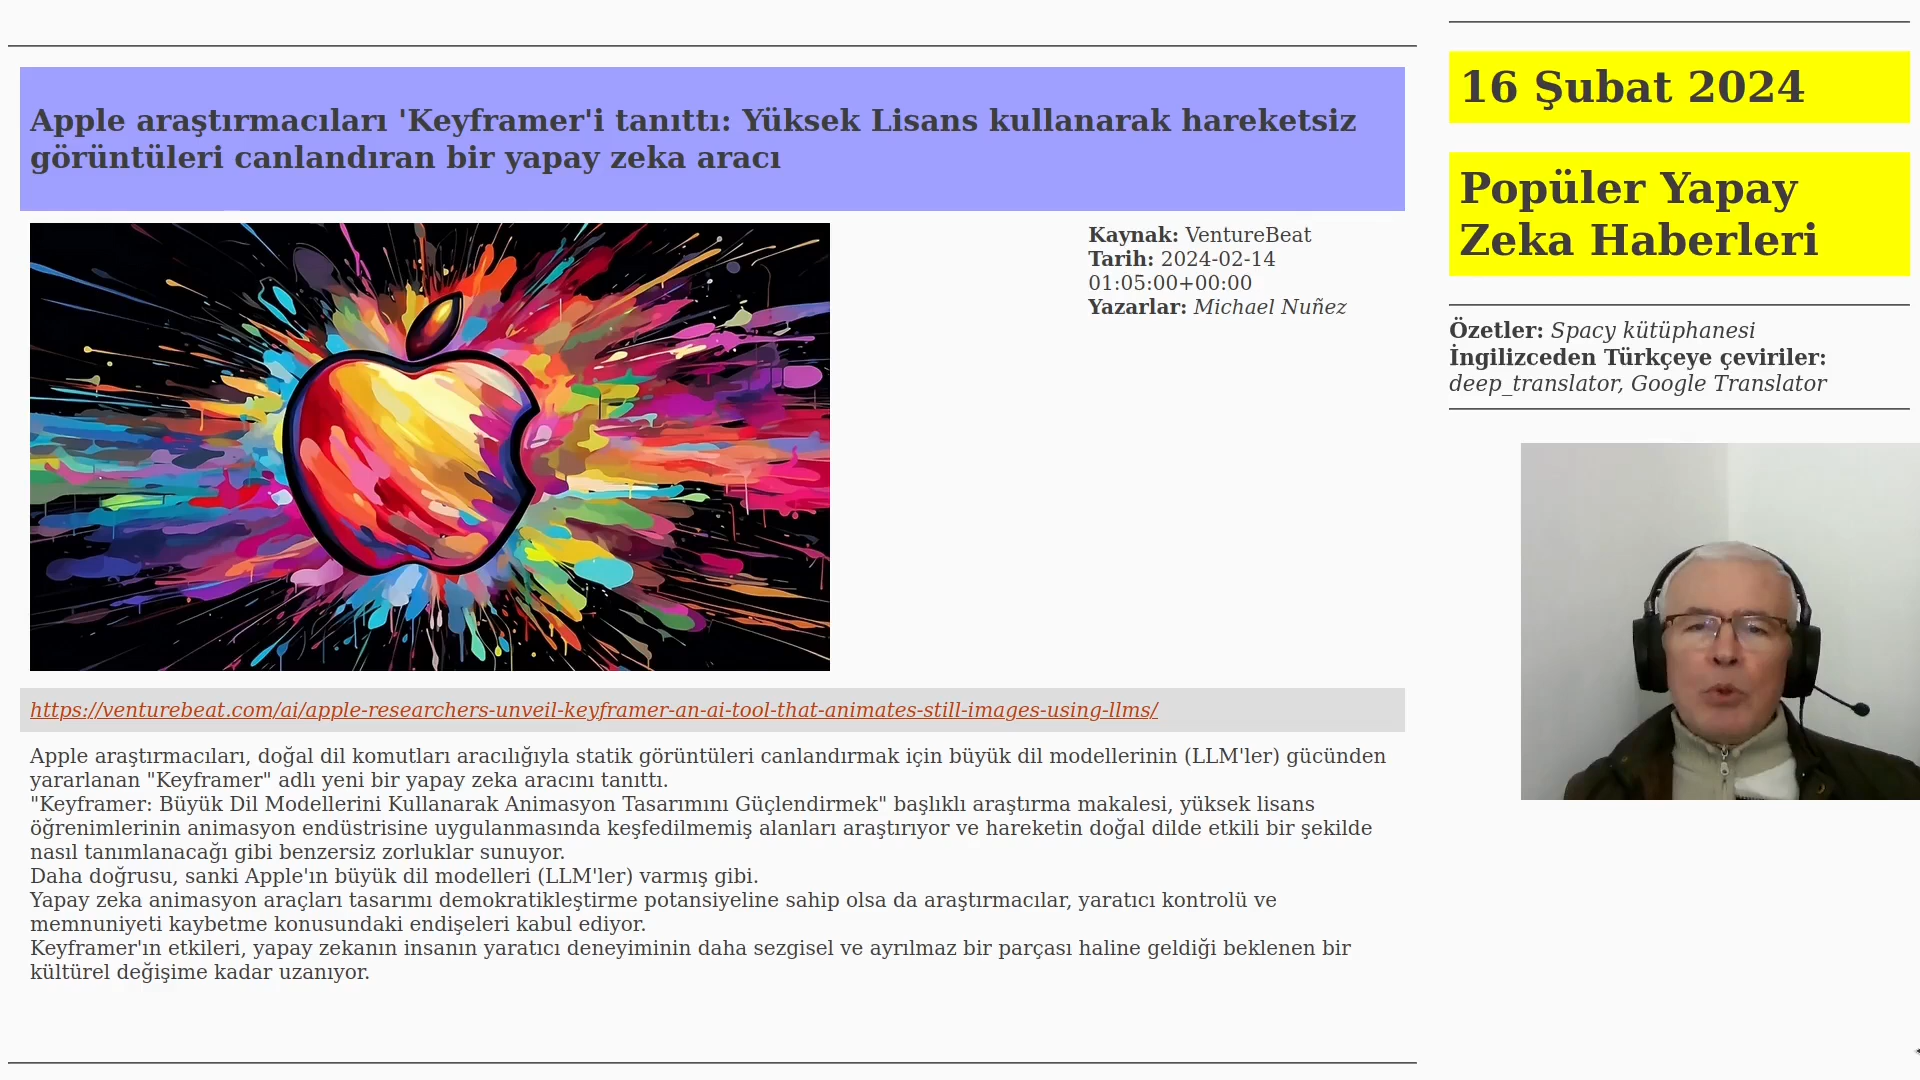 Apple araştırmacıları 'Keyframer'i tanıttı: Yüksek Lisans kullanarak hareketsiz
görüntüleri canlandıran bir yapay zeka aracı
Kaynak: VentureBeat
Tarih: 2024-02-14
01:05:00+00:00
Yazarlar: Michael Nuñez
https://venturebeat.com/ai/apple-researchers-unveil-keyframer-an-ai-tool-that-animates-still-images-using-llms/
Apple araştırmacıları, doğal dil komutları aracılığıyla statik görüntüleri canlandırmak için büyük dil modellerinin (LLM'ler) gücünden
yararlanan "Keyframer" adlı yeni bir yapay zeka aracını tanıttı.
"Keyframer: Büyük Dil Modellerini Kullanarak Animasyon Tasarımını Güçlendirmek" başlıklı araştırma makalesi, yüksek lisans
öğrenimlerinin animasyon endüstrisine uygulanmasında keşfedilmemiş alanları araştırıyor ve hareketin doğal dilde etkili bir şekilde
nasıl tanımlanacağı gibi benzersiz zorluklar sunuyor.
Daha doğrusu, sanki Apple'ın büyük dil modelleri (LLM'ler) varmış gibi.
Yapay zeka animasyon araçları tasarımı demokratikleştirme potansiyeline sahip olsa da araştırmacılar, yaratıcı kontrolü ve
memnuniyeti kaybetme konusundaki endişeleri kabul ediyor.
Keyframer'ın etkileri, yapay zekanın insanın yaratıcı deneyiminin daha sezgisel ve ayrılmaz bir parçası haline geldiği beklenen bir
kültürel değişime kadar uzanıyor.
16 Şubat 2024
Popüler Yapay
Zeka Haberleri
Özetler: Spacy kütüphanesi
İngilizceden Türkçeye çeviriler:
deep_translator, Google Translator